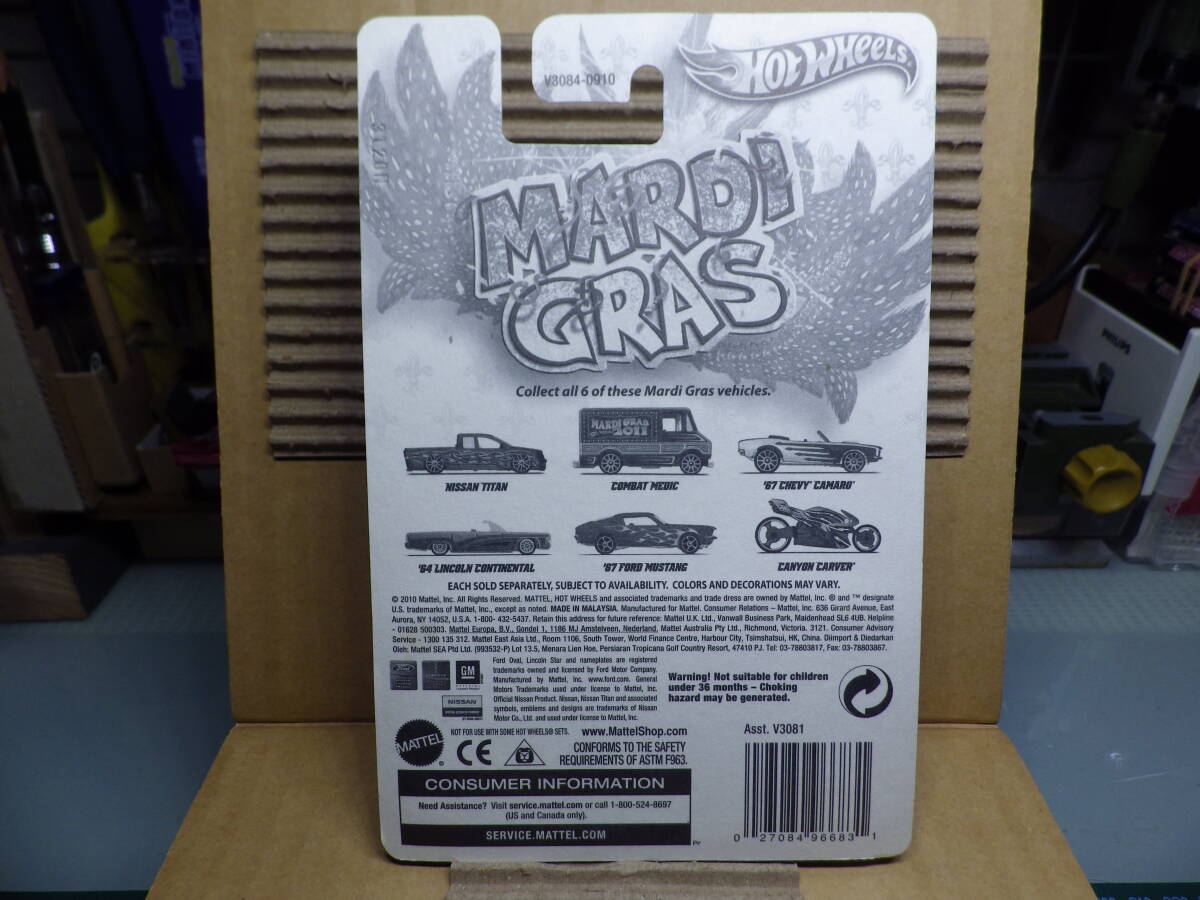 V3084-0910
HOT WHEELS
MARDI
GRAS
Collect all 6 of these Mardi Gras vehicles.
MARDI GRAS
2011
NISSAN TITAN
COMBAT MEDIC
'67 CHEVY CAMARO®
'64 LINCOLN CONTINENTAL
'67 FORD MUSTANG
CANYON CARVER™
EACH SOLD SEPARATELY, SUBJECT TO AVAILABILITY. COLORS AND DECORATIONS MAY VARY.
© 2010 Mattel, Inc. All Rights Reserved. MATTEL, HOT WHEELS and associated trademarks and trade dress are owned by Mattel, Inc. ® and ™ designate
U.S. trademarks of Mattel, Inc., except as noted. MADE IN MALAYSIA. Manufactured for Mattel. Consumer Relations – Mattel, Inc. 636 Girard Avenue, East
Aurora, NY 14052, U.S.A. 1-800- 432-5437. Retain this address for future reference: Mattel U.K. Ltd., Vanwall Business Park, Maidenhead SL6 4UB. Helpline
- 01628 500303. Mattel Europa, B.V., Gondel 1, 1186 MJ Amstelveen, Nederland. Mattel Australia Pty Ltd., Richmond, Victoria. 3121. Consumer Advisory
Service - 1300 135 312. Mattel East Asia Ltd., Room 1106, South Tower, World Finance Centre, Harbour City, Tsimshatsui, HK, China. Diimport & Diedarkan
Oleh: Mattel SEA Ptd Ltd. (993532-P) Lot 13.5, Menara Lien Hoe, Persiaran Tropicana Golf Country Resort, 47410 PJ. Tel: 03-78803817, Fax: 03-78803867.
Ford
GM
NISSAN
Ford Oval, Lincoln Star and nameplates are registered
trademarks owned and licensed by Ford Motor Company.
Manufactured by Mattel, Inc. www.ford.com. General
Motors Trademarks used under license to Mattel, Inc.
Official Nissan Product. Nissan, Nissan Titan and associated
symbols, emblems and designs are trademarks of Nissan
Motor Co., Ltd. and used under license to Mattel, Inc.
Warning! Not suitable for children
under 36 months – Choking
hazard may be generated.
MATTEL
NOT FOR USE WITH SOME HOT WHEELS® SETS.
www.MattelShop.com
CE
CONFORMS TO THE SAFETY
REQUIREMENTS OF ASTM F963.
Asst. V3081
CONSUMER INFORMATION
Need Assistance? Visit service.mattel.com or call 1-800-524-8697
(US and Canada only).
SERVICE.MATTEL.COM
0 27084 96683 1
PHILIPS